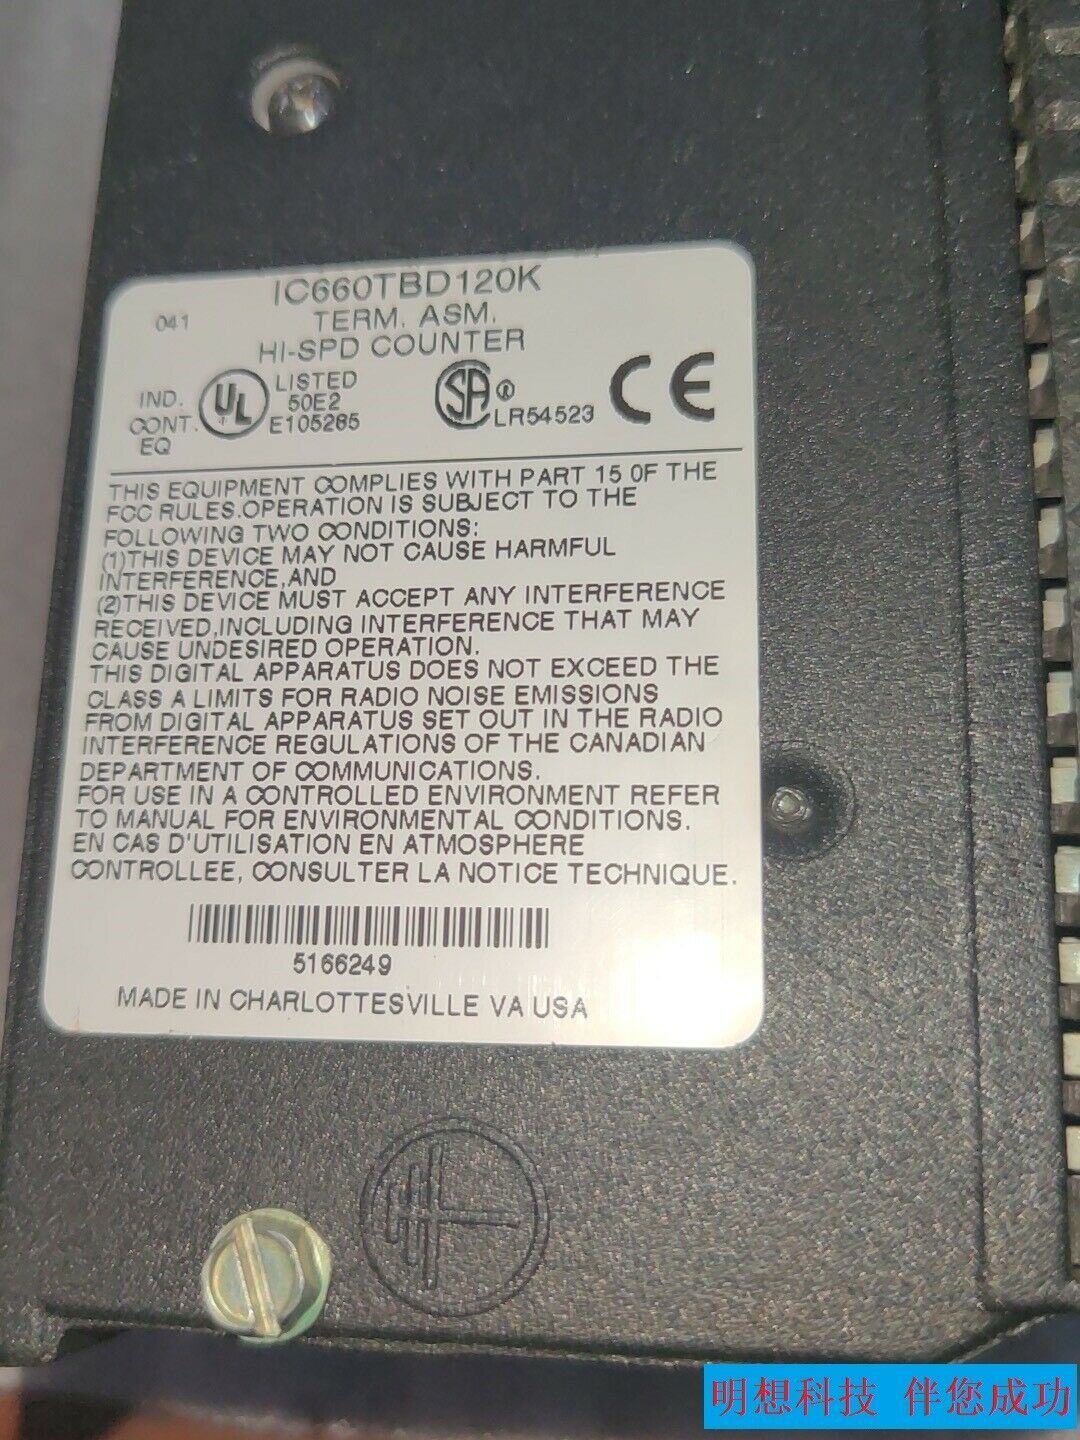 IC660TBD120K
041
TERM. ASM.
HI-SPD COUNTER
IND.
CONT.
EQ
UL
LISTED
50E2
E105285
SA
LR54523
CE
THIS EQUIPMENT COMPLIES WITH PART 15 OF THE
FCC RULES.OPERATION IS SUBJECT TO THE
FOLLOWING TWO CONDITIONS:
(1)THIS DEVICE MAY NOT CAUSE HARMFUL
INTERFERENCE,AND
(2)THIS DEVICE MUST ACCEPT ANY INTERFERENCE
RECEIVED,INCLUDING INTERFERENCE THAT MAY
CAUSE UNDESIRED OPERATION.
THIS DIGITAL APPARATUS DOES NOT EXCEED THE
CLASS A LIMITS FOR RADIO NOISE EMISSIONS
FROM DIGITAL APPARATUS SET OUT IN THE RADIO
INTERFERENCE REGULATIONS OF THE CANADIAN
DEPARTMENT OF COMMUNICATIONS.
FOR USE IN A CONTROLLED ENVIRONMENT REFER
TO MANUAL FOR ENVIRONMENTAL CONDITIONS.
EN CAS D'UTILISATION EN ATMOSPHERE
CONTROLLEE, CONSULTER LA NOTICE TECHNIQUE.
5166249
MADE IN CHARLOTTESVILLE VA USA
明想科技 伴您成功